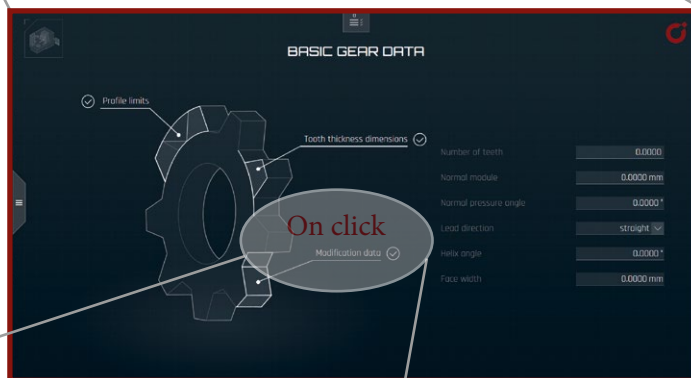 BASIC GEAR DATA
Profile limits
Tooth thickness dimensions
Number of teeth 0.0000
Normal module 0.0000 mm
Normal pressure angle 0.0000 °
On click
Lead direction straight
Modification data
Helix angle 0.0000 °
Face width 0.0000 mm